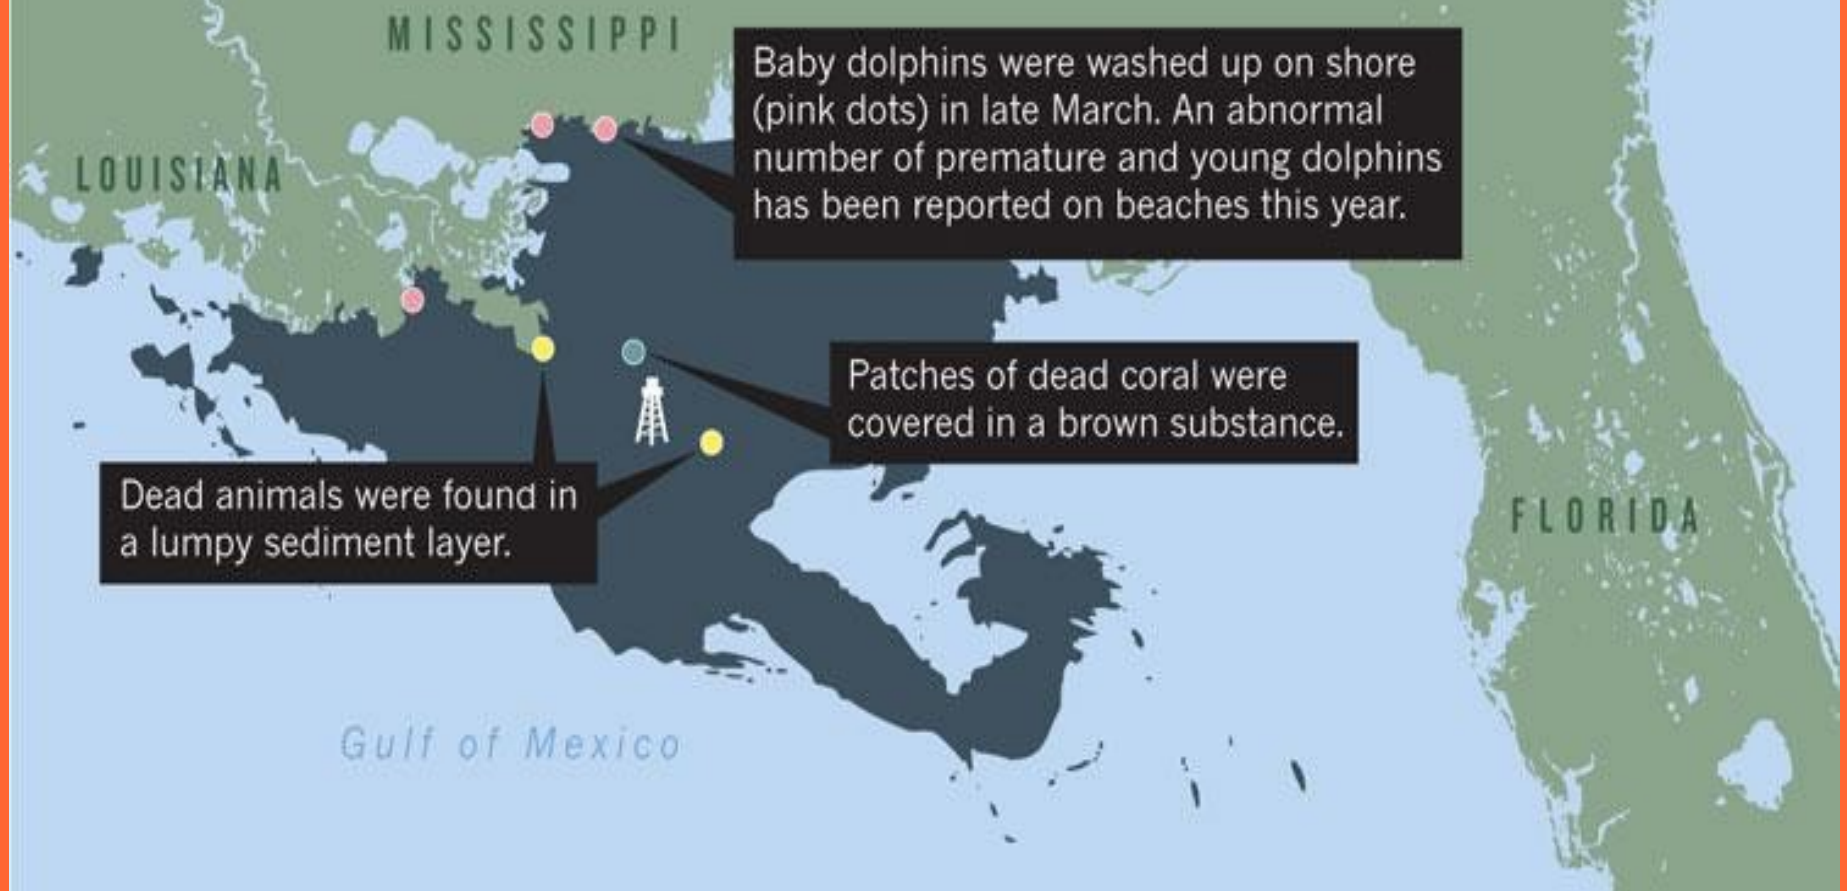 MISSISSIPPI
Baby dolphins were washed up on shore
(pink dots) in late March. An abnormal
number of premature and young dolphins
has been reported on beaches this year.
LOUISIANA
Patches of dead coral were
covered in a brown substance.
Dead animals were found in
a lumpy sediment layer.
FLORIDA
Gulf of Mexico